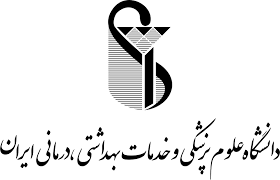 دانشگاه علوم پزشکی و خدمات بهداشتی، درمانی ایران